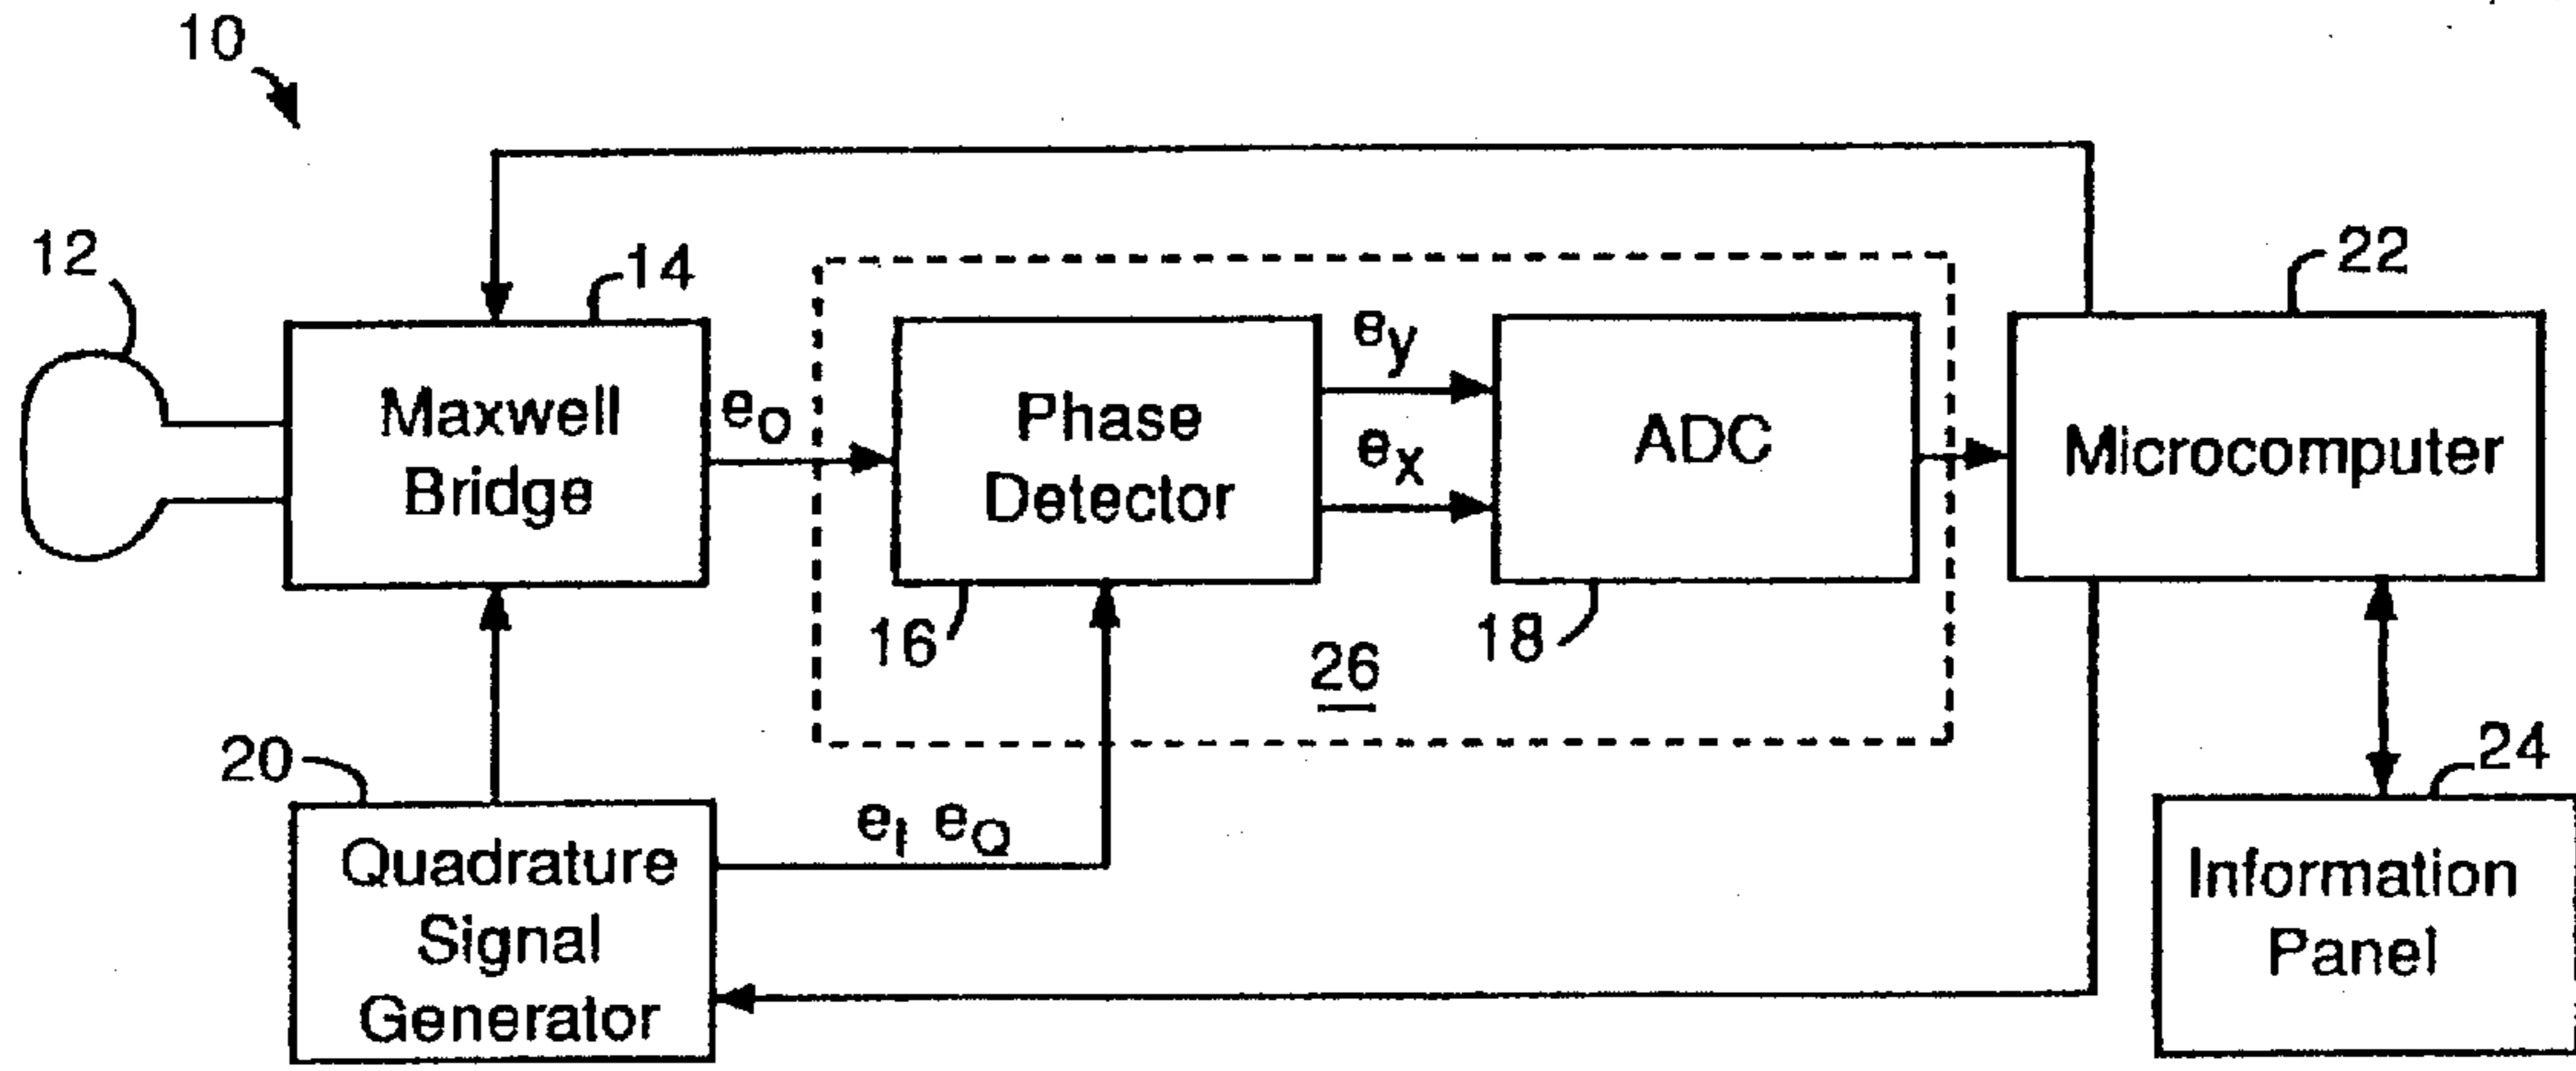 10
12
14
22
Maxwell
Bridge
eo
Phase
Detector
ey
ex
ADC
Microcomputer
16
18
26
20
24
eI eQ
Quadrature
Signal
Generator
Information
Panel